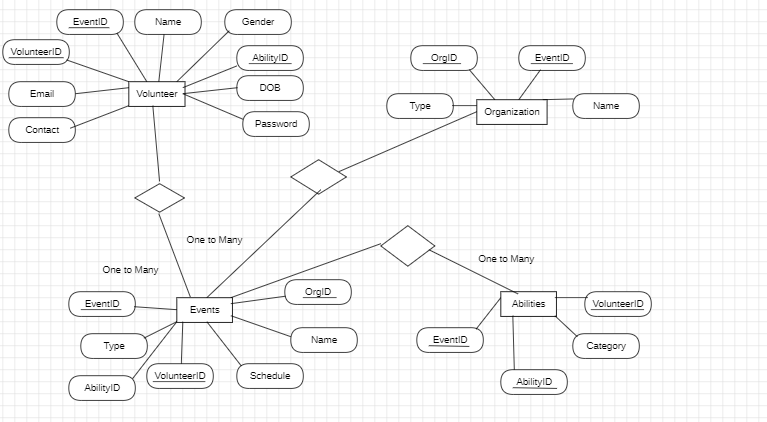 EventID
Name
Gender
VolunteerID
AbilityID
Email
Volunteer
DOB
Contact
Password
OrgID
EventID
Type
Organization
Name
One to Many
One to Many
One to Many
EventID
Events
OrgID
Type
Name
AbilityID
VolunteerID
Schedule
Abilities
VolunteerID
EventID
Category
AbilityID